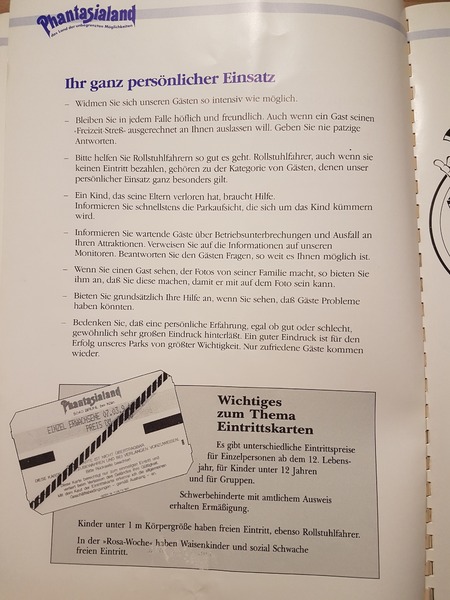 Phantasialand
Das Land der unbegrenzten Möglichkeiten
Ihr ganz persönlicher Einsatz
– Widmen Sie sich unseren Gästen so intensiv wie möglich.
– Bleiben Sie in jedem Falle höflich und freundlich. Auch wenn ein Gast seinen
»Freizeit-Streß« ausgerechnet an Ihnen auslassen will. Geben Sie nie patzige
Antworten.
– Bitte helfen Sie Rollstuhlfahrern so gut es geht. Rollstuhlfahrer, auch wenn sie
keinen Eintritt bezahlen, gehören zu der Kategorie von Gästen, denen unser
persönlicher Einsatz ganz besonders gilt.
– Ein Kind, das seine Eltern verloren hat, braucht Hilfe.
Informieren Sie schnellstens die Parkaufsicht, die sich um das Kind kümmern
wird.
– Informieren Sie wartende Gäste über Betriebsunterbrechungen und Ausfall an
Ihren Attraktionen. Verweisen Sie auf die Informationen auf unseren
Monitoren. Beantworten Sie den Gästen Fragen, so weit es Ihnen möglich ist.
– Wenn Sie einen Gast sehen, der Fotos von seiner Familie macht, so bieten Sie
ihm an, daß Sie diese machen, damit er mit auf dem Foto sein kann.
– Bieten Sie grundsätzlich Ihre Hilfe an, wenn Sie sehen, daß Gäste Probleme
haben könnten.
– Bedenken Sie, daß eine persönliche Erfahrung, egal ob gut oder schlecht,
gewöhnlich sehr großen Eindruck hinterläßt. Ein guter Eindruck ist für den
Erfolg unseres Parks von größter Wichtigkeit. Nur zufriedene Gäste kommen
wieder.
Phantasialand
EINZEL ERWACHSENE 07.03.
PREIS DM
Wichtiges
zum Thema
Eintrittskarten
Es gibt unterschiedliche Eintrittspreise
für Einzelpersonen ab dem 12. Lebens-
jahr, für Kinder unter 12 Jahren
und für Gruppen.
Schwerbehinderte mit amtlichem Ausweis
erhalten Ermäßigung.
Kinder unter 1 m Körpergröße haben freien Eintritt, ebenso Rollstuhlfahrer.
In der »Rosa-Woche« haben Waisenkinder und sozial Schwache
freien Eintritt.